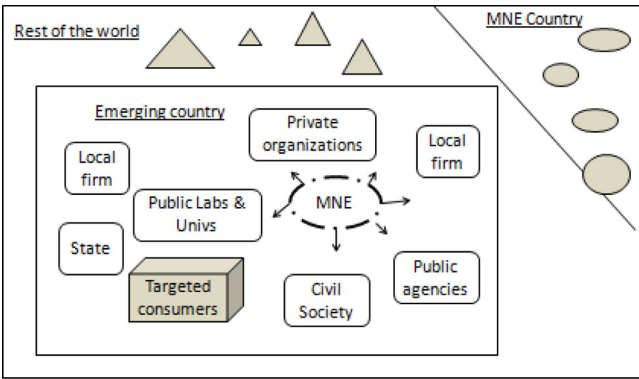 Rest of the world
MNE Country
Emerging country
Private
organizations
Local
firm
Local
firm
Public Labs &
Univs
MNE
State
Targeted
consumers
Civil
Society
Public
agencies